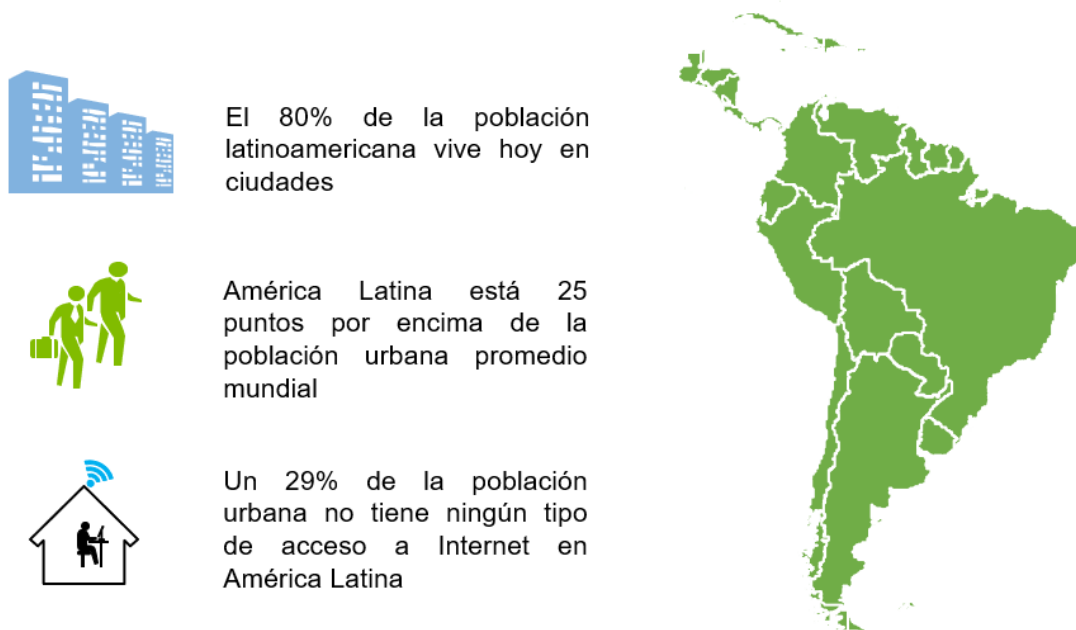 El 80% de la población
latinoamericana vive hoy en
ciudades
América Latina está 25
puntos por encima de la
población urbana promedio
mundial
Un 29% de la población
urbana no tiene ningún tipo
de acceso a Internet en
América Latina